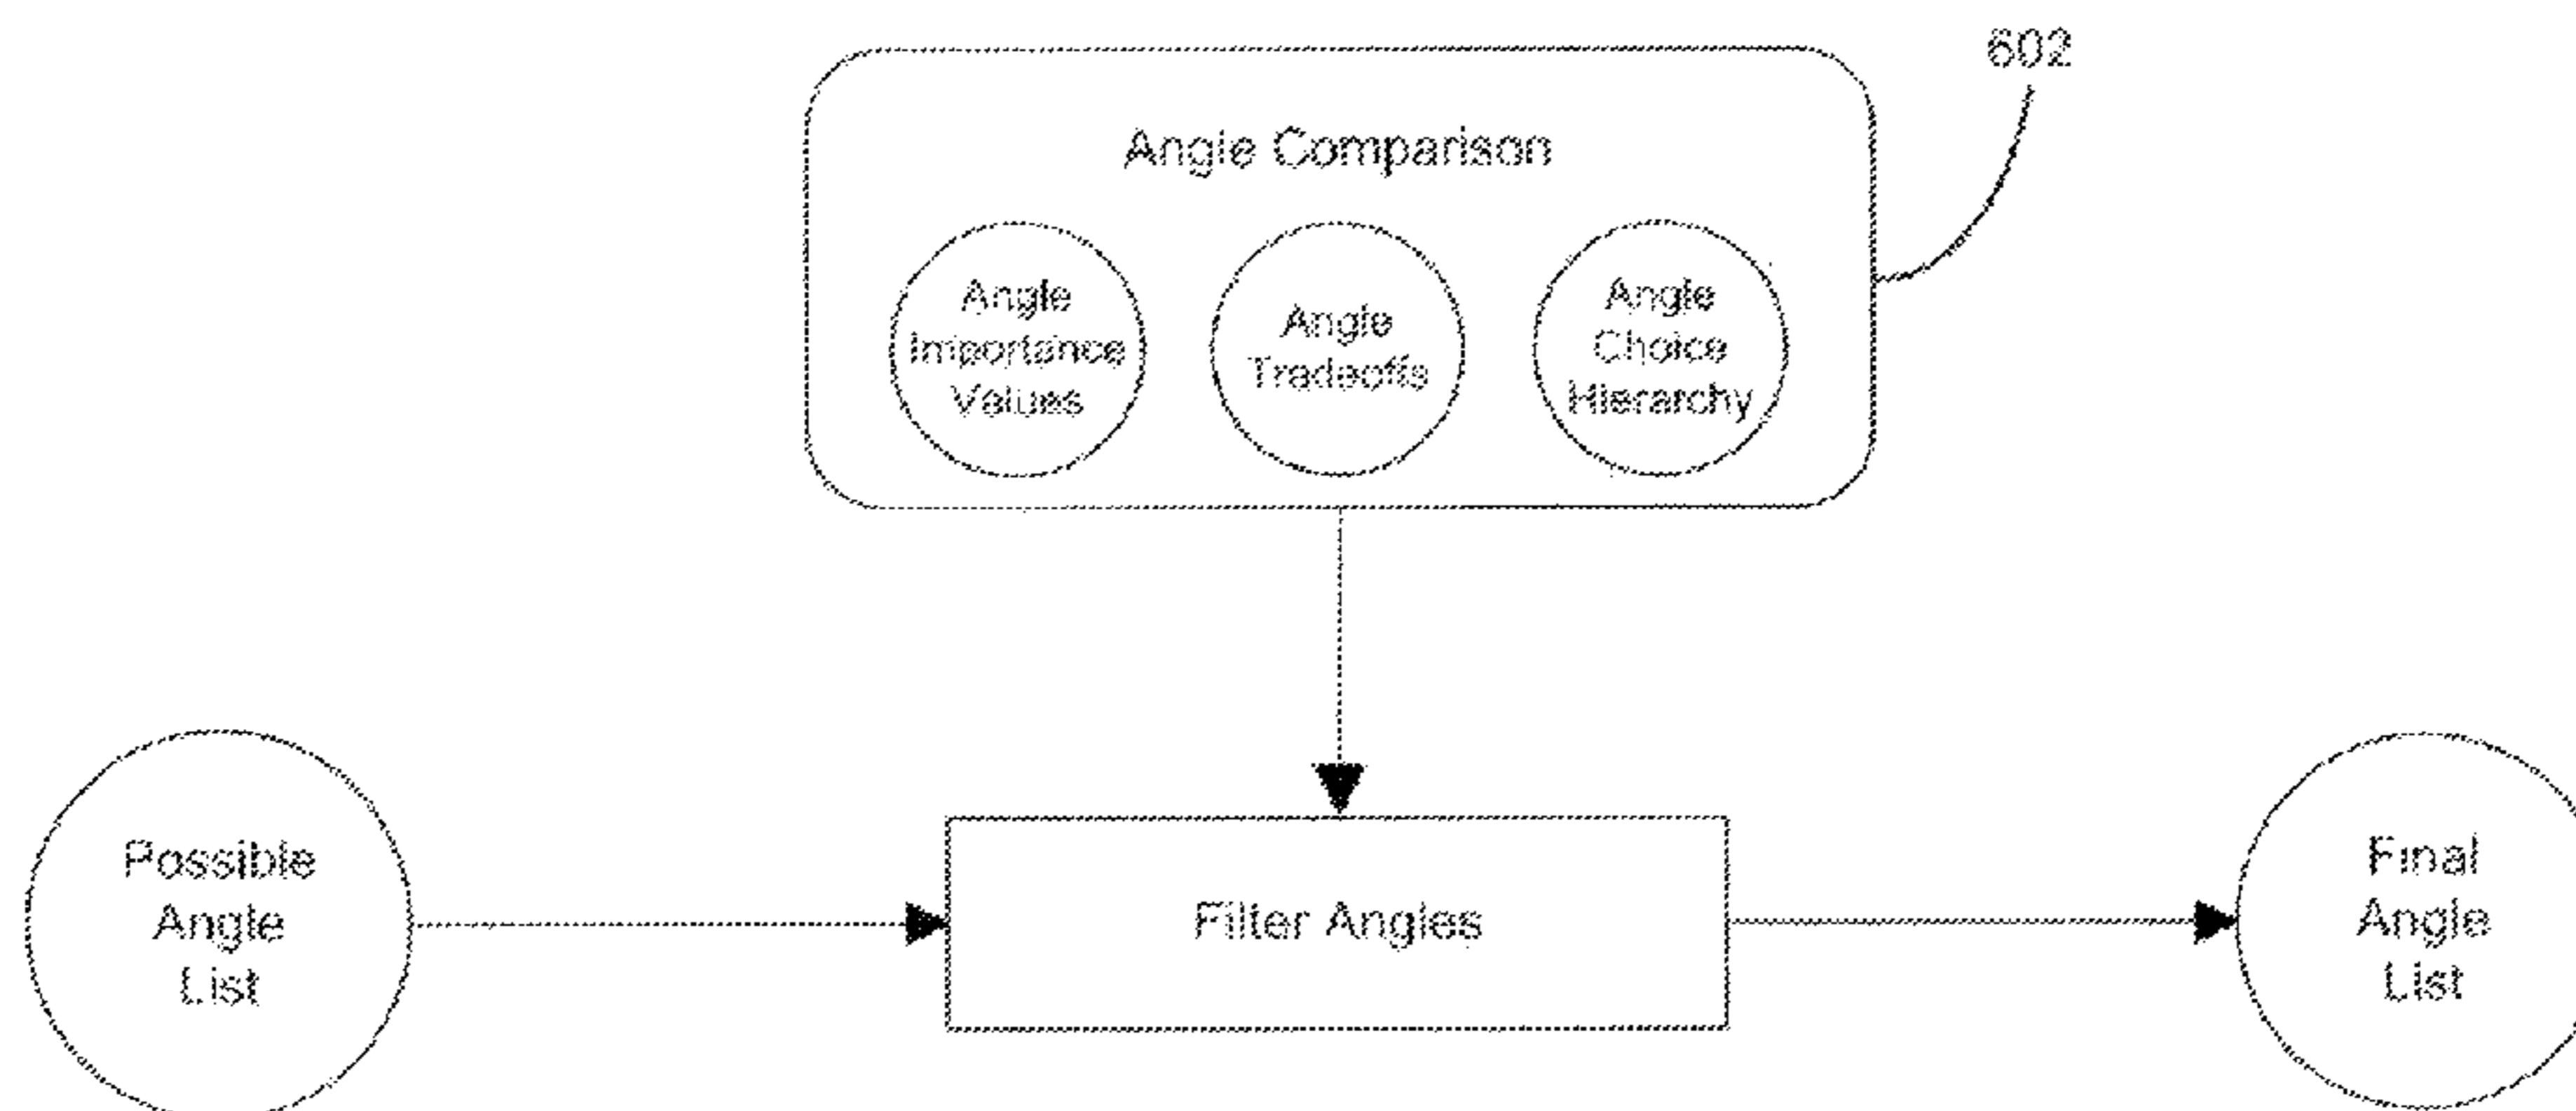 602
Angle Comparison
Angle
Importance
Values
Angle
Tradeoffs
Angle
Choice
Hierarchy
Possible
Angle
List
Filter Angles
Final
Angle
List